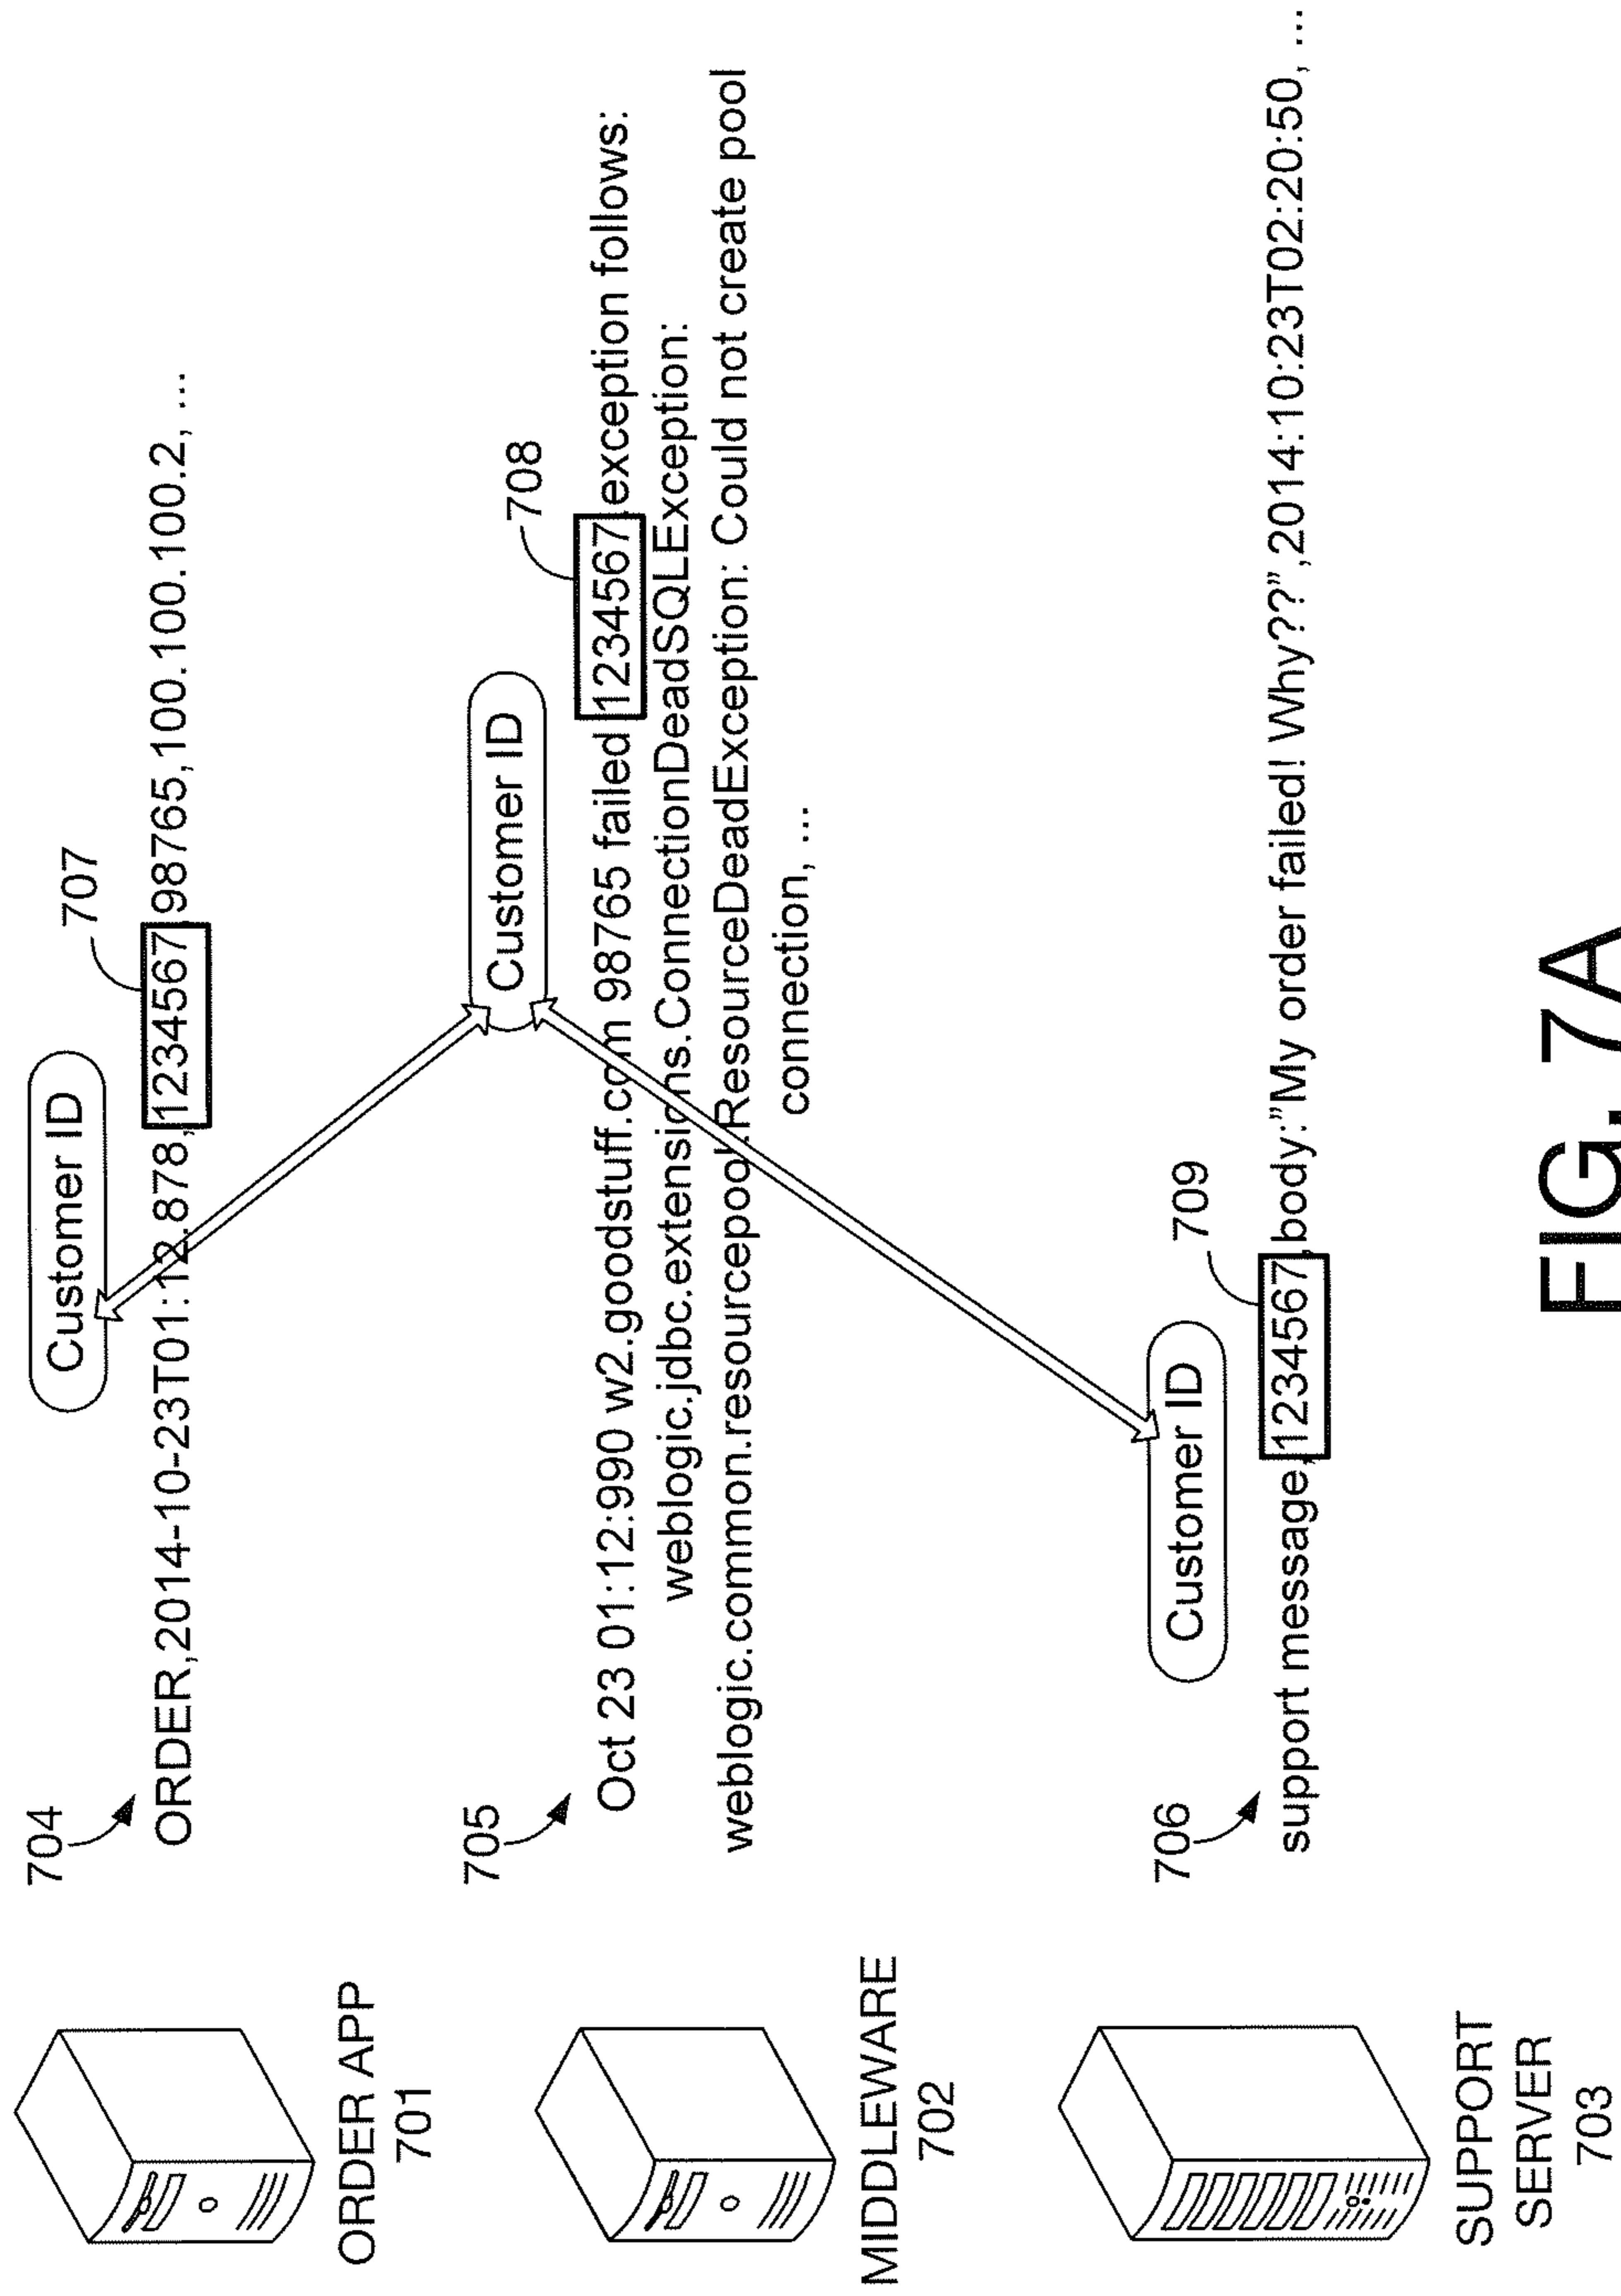 704
Customer ID
707
ORDER,2014-10-23T01:12.878,1234567,98765,100.100.100.2, ...
ORDER APP
701
705
Customer ID
708
Oct 23 01:12:990 w2.goodstuff.com 98765 failed 1234567,exception follows:
weblogic.jdbc.extensions.ConnectionDeadSQLException:
weblogic.common.resourcepool.ResourceDeadException: Could not create pool
connection, ...
MIDDLEWARE
702
706
Customer ID
709
support message,1234567,body:”My order failed! Why???”,2014:10:23T02:20:50, ...
SUPPORT
SERVER
703
FIG. 7A